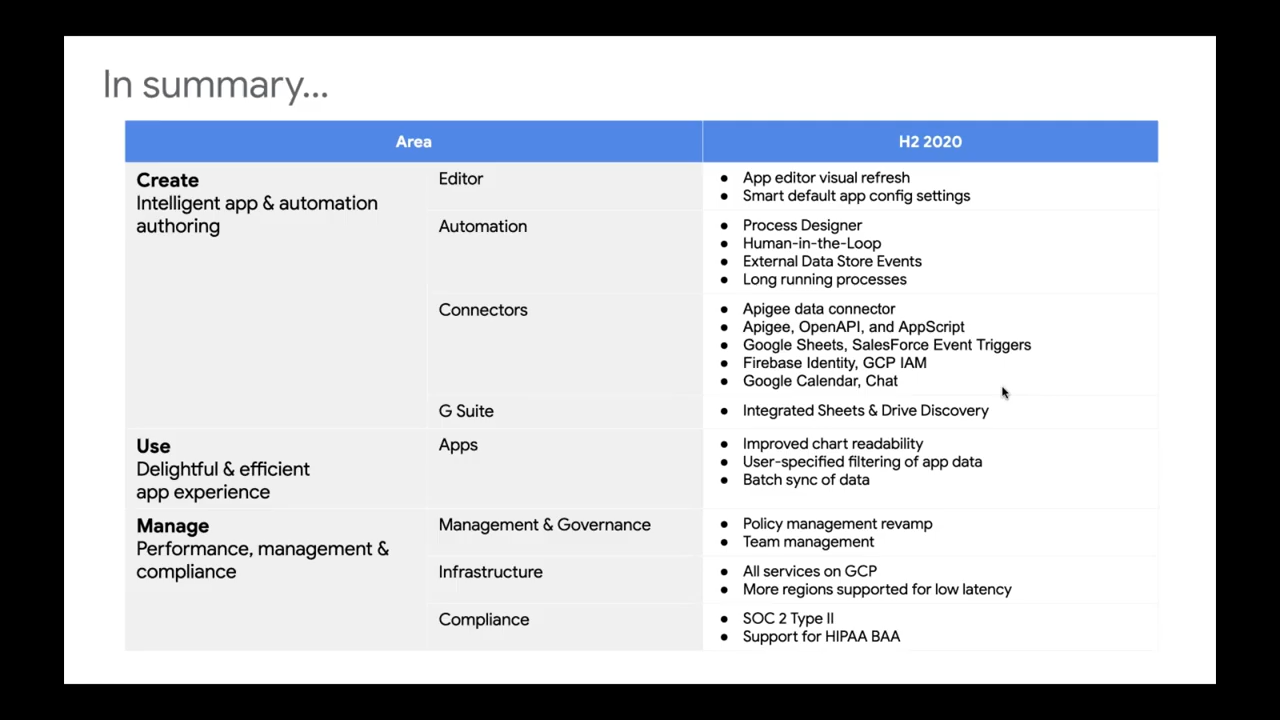 In summary...
Area H2 2020
Create
Intelligent app & automation
authoring
Editor
● App editor visual refresh
● Smart default app config settings
Automation
● Process Designer
● Human-in-the-Loop
● External Data Store Events
● Long running processes
Connectors
● Apigee data connector
● Apigee, OpenAPI, and AppScript
● Google Sheets, SalesForce Event Triggers
● Firebase Identity, GCP IAM
● Google Calendar, Chat
G Suite
● Integrated Sheets & Drive Discovery
Use
Delightful & efficient
app experience
Apps
● Improved chart readability
● User-specified filtering of app data
● Batch sync of data
Manage
Performance, management &
compliance
Management & Governance
● Policy management revamp
● Team management
Infrastructure
● All services on GCP
● More regions supported for low latency
Compliance
● SOC 2 Type II
● Support for HIPAA BAA